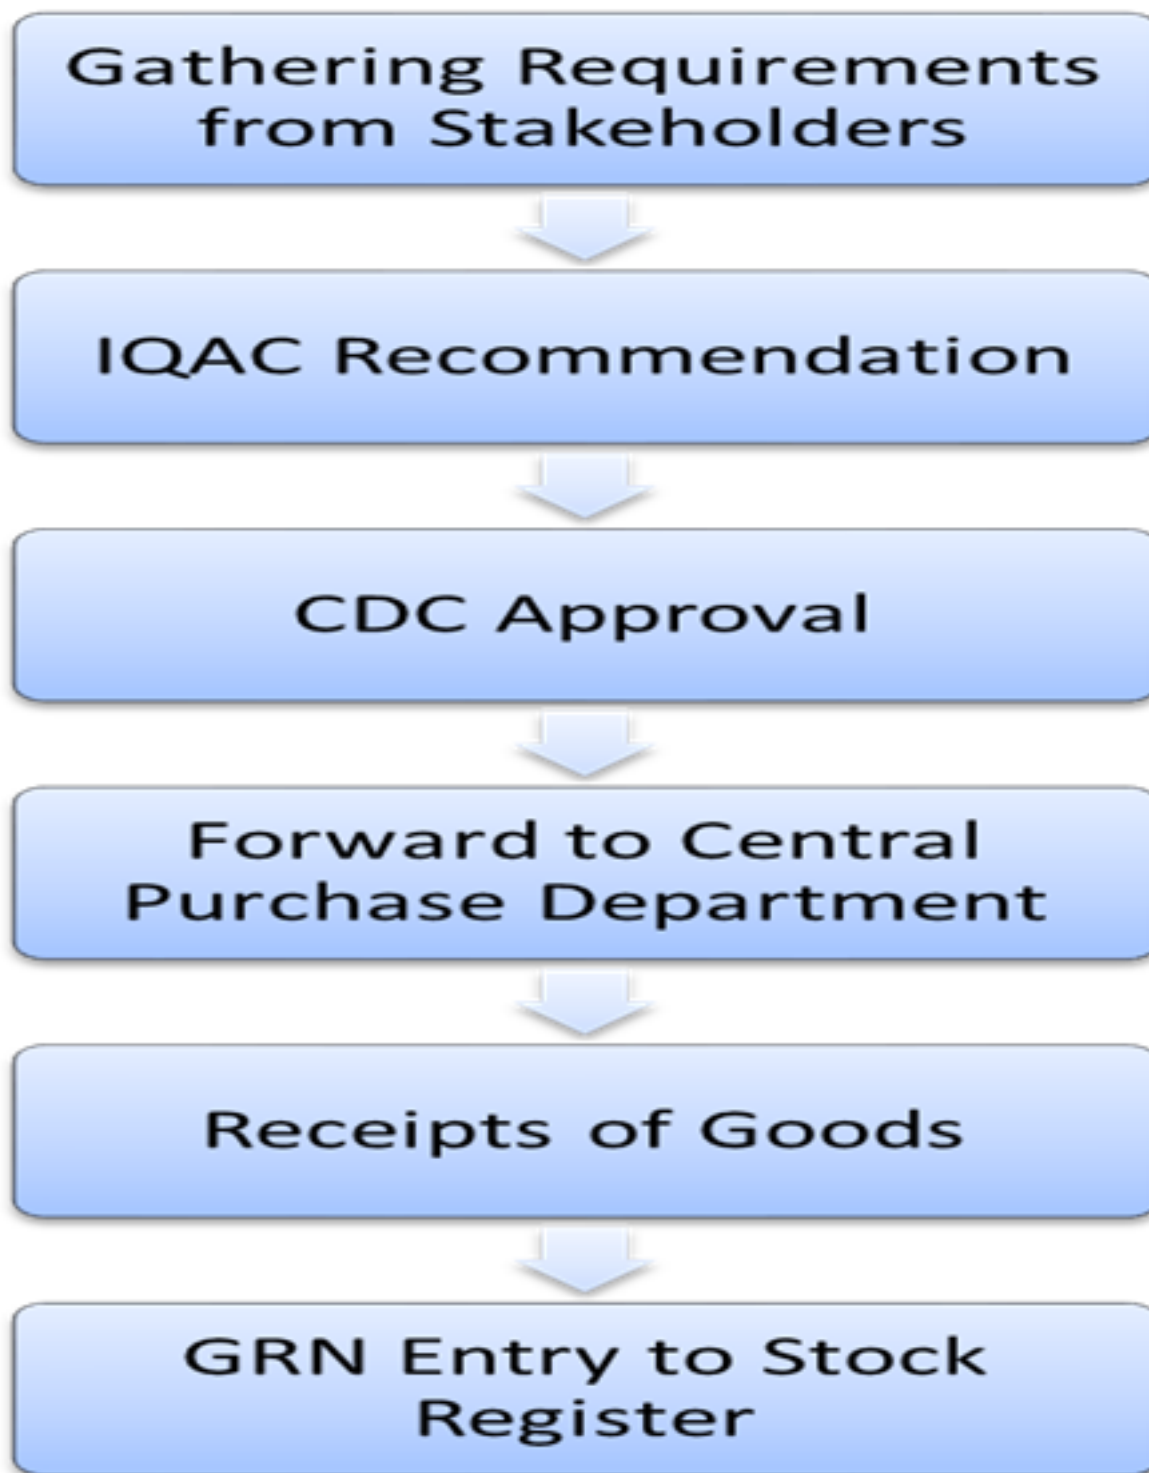 Gathering Requirements
from Stakeholders
IQAC Recommendation
CDC Approval
Forward to Central
Purchase Department
Receipts of Goods
GRN Entry to Stock
Register